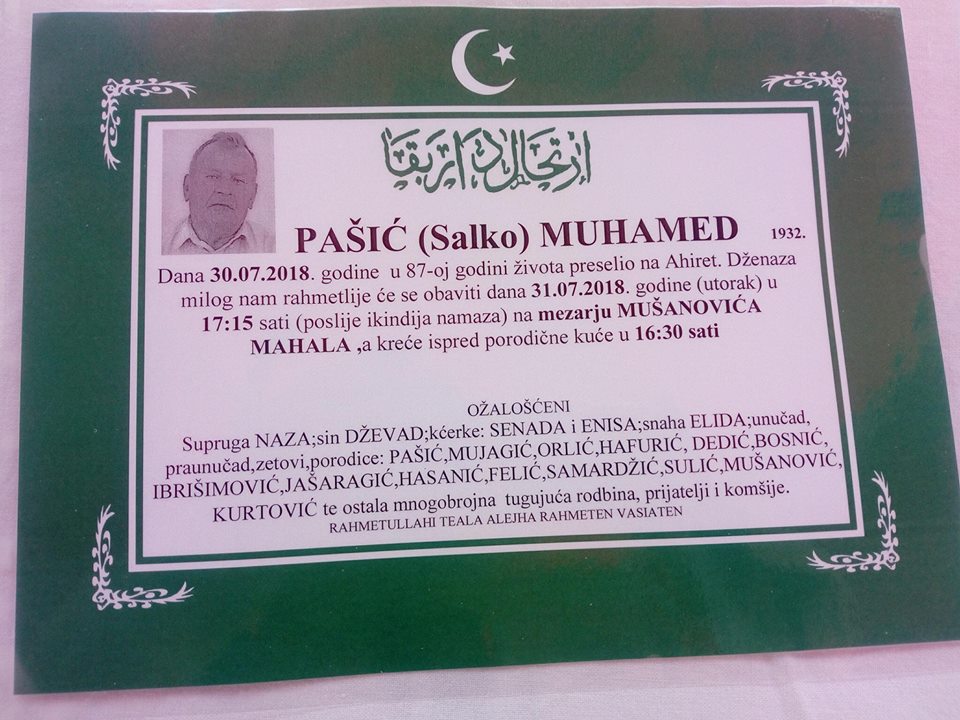 إرتحال دار بقا
PAŠIĆ (Salko) MUHAMED 1932.
Dana 30.07.2018. godine u 87-oj godini života preselio na Ahiret. Dženaza
milog nam rahmetlije će se obaviti dana 31.07.2018. godine (utorak) u
17:15 sati (poslije ikindija namaza) na mezarju MUŠANOVIĆA
MAHALA ,a kreće ispred porodične kuće u 16:30 sati
OŽALOŠĆENI
Supruga NAZA;sin DŽEVAD;kćerke: SENADA i ENISA;snaha ELIDA;unučad,
praunučad,zetovi,porodice: PAŠIĆ,MUJAGIĆ,ORLIĆ,HAFURIĆ, DEDIĆ,BOSNIĆ,
IBRIŠIMOVIĆ,JAŠARAGIĆ,HASANIĆ,FELIĆ,SAMARDŽIĆ,SULIĆ,MUŠANOVIĆ,
KURTOVIĆ te ostala mnogobrojna tugujuća rodbina, prijatelji i komšije.
RAHMETULLAHI TEALA ALEJHA RAHMETEN VASIATEN